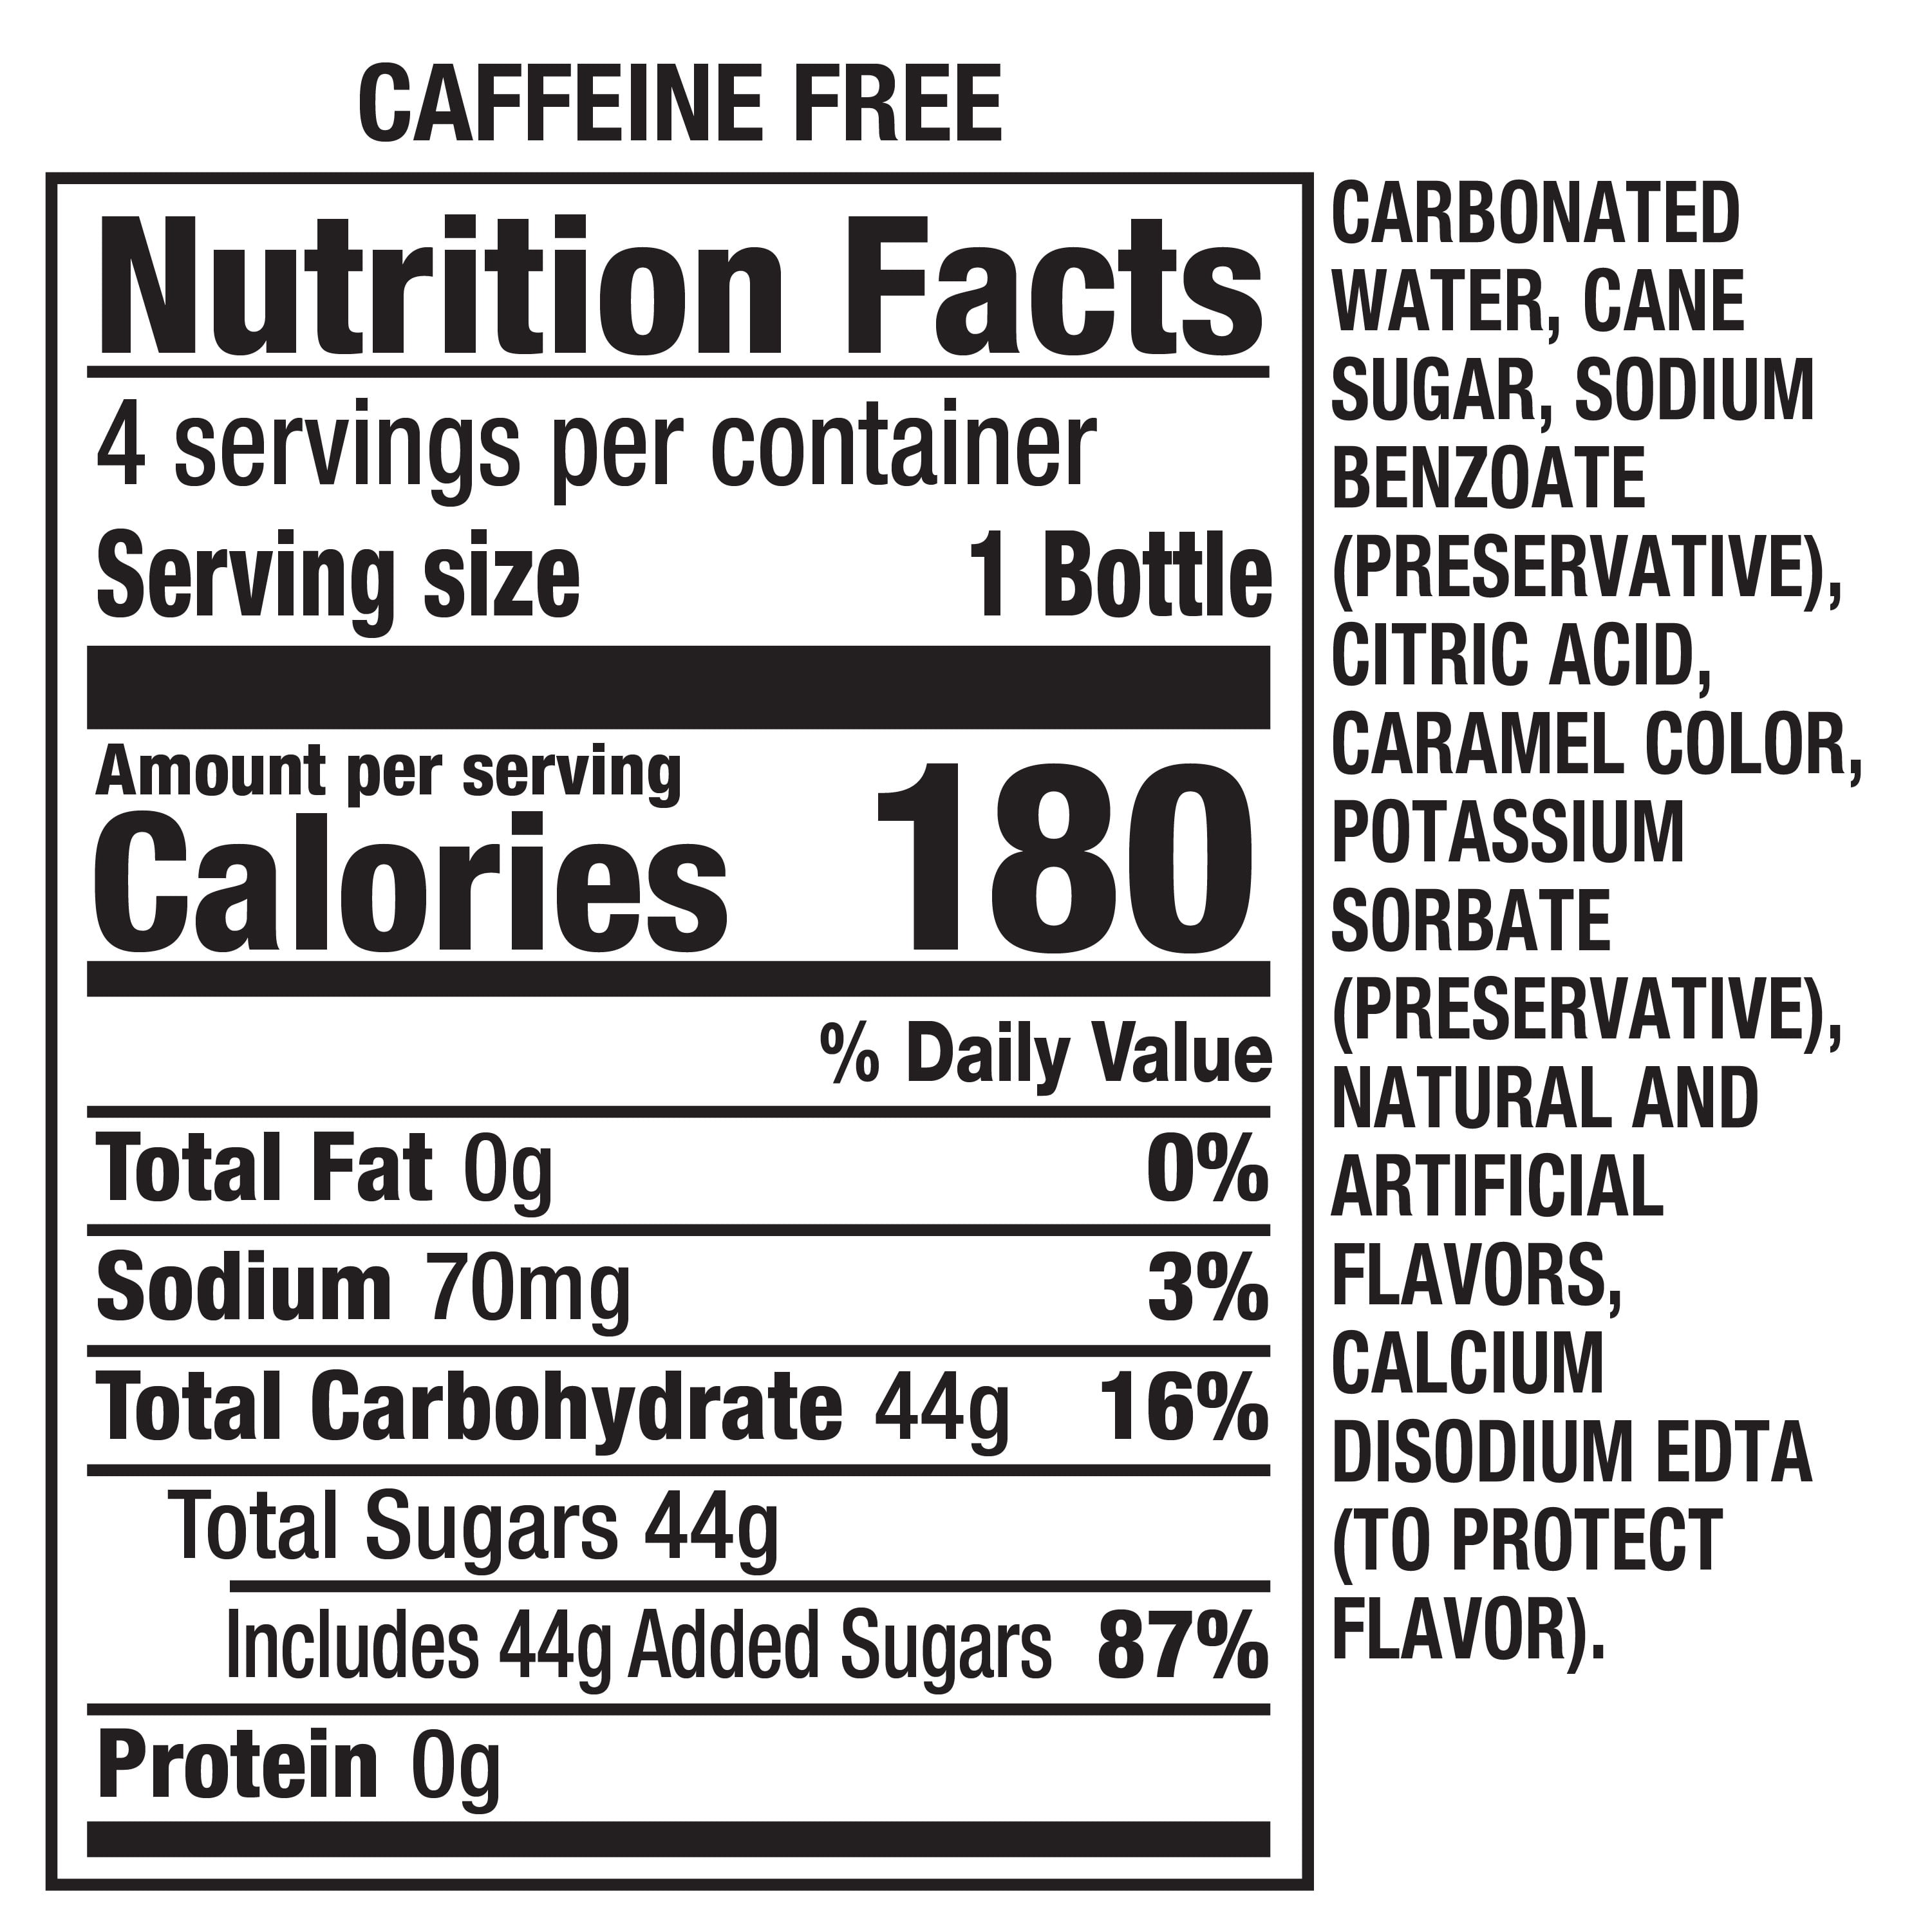 CAFFEINE FREE
Nutrition Facts
4 servings per container
Serving size 1 Bottle
Amount per serving
Calories 180
% Daily Value
Total Fat 0g 0%
Sodium 70mg 3%
Total Carbohydrate 44g 16%
Total Sugars 44g
Includes 44g Added Sugars 87%
Protein 0g
CARBONATED
WATER, CANE
SUGAR, SODIUM
BENZOATE
(PRESERVATIVE),
CITRIC ACID,
CARAMEL COLOR,
POTASSIUM
SORBATE
(PRESERVATIVE),
NATURAL AND
ARTIFICIAL
FLAVORS,
CALCIUM
DISODIUM EDTA
(TO PROTECT
FLAVOR).